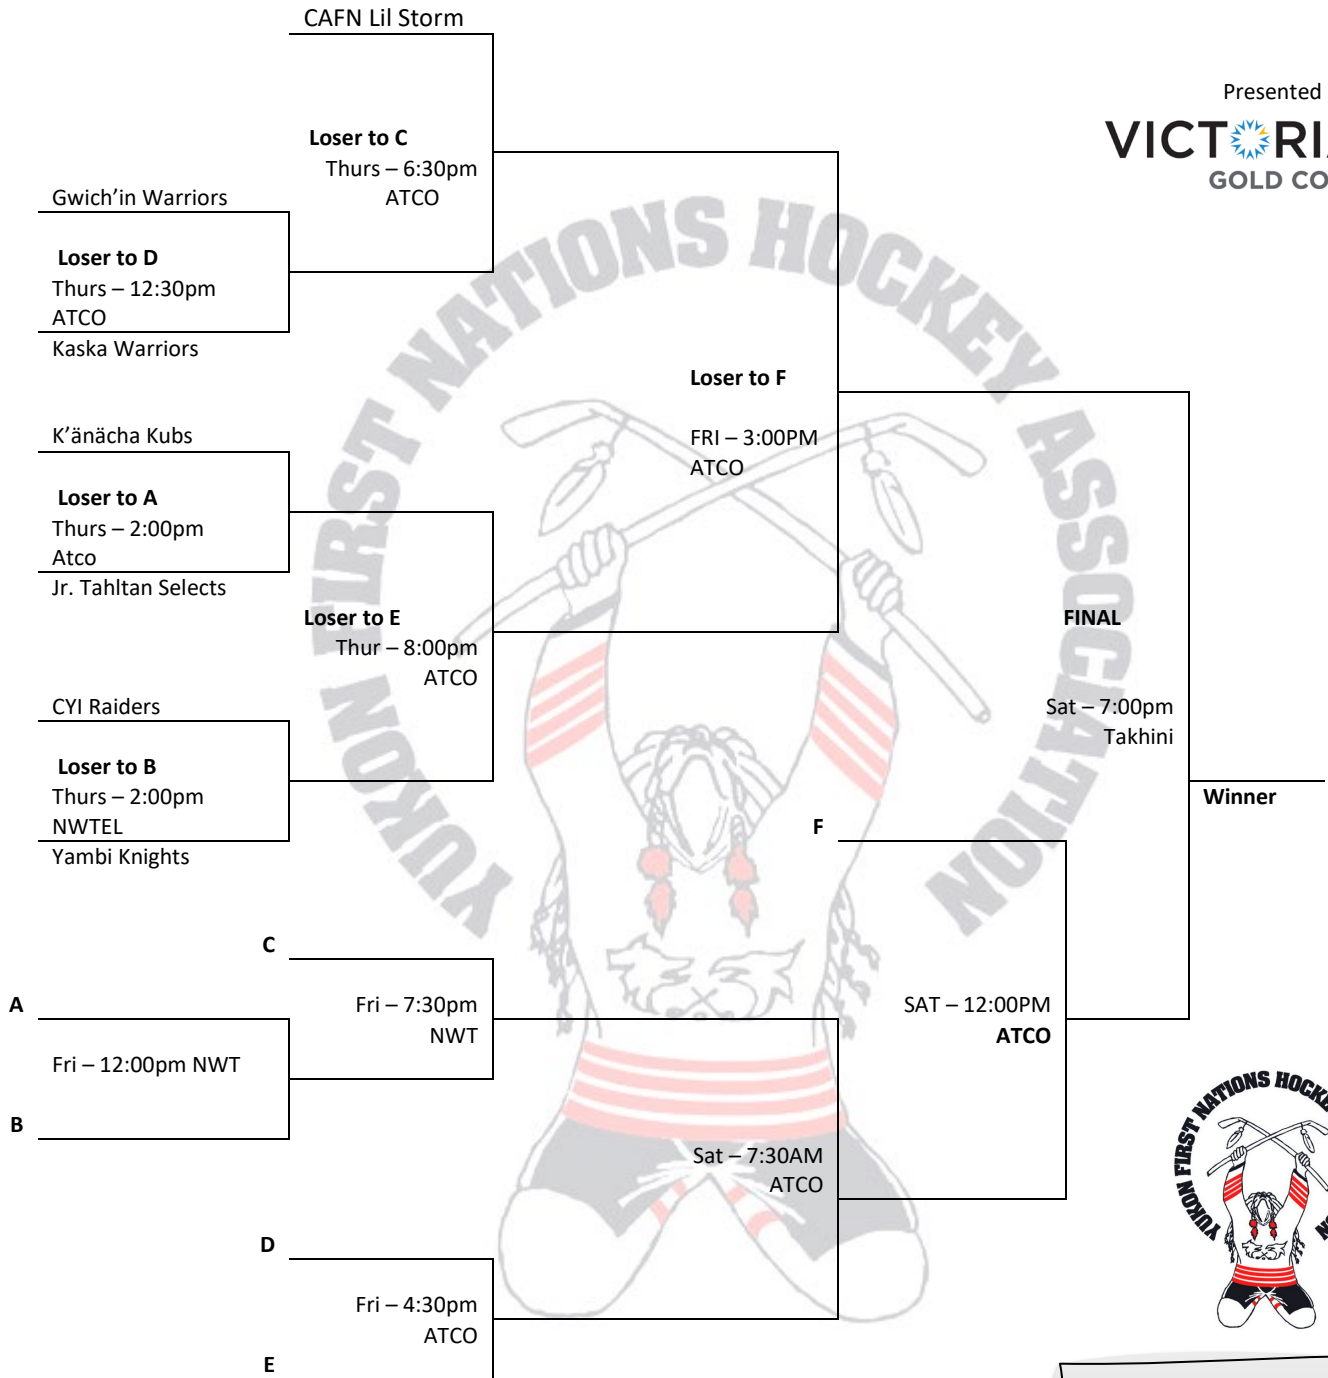 CAFN Lil Storm
Presented
VICTORIA
GOLD CO
Loser to C
Thurs – 6:30pm
ATCO
Gwich'in Warriors
Loser to D
Thurs – 12:30pm
ATCO
Kaska Warriors
Loser to F
FRI – 3:00PM
ATCO
K'änächa Kubs
Loser to A
Thurs – 2:00pm
Atco
Jr. Tahltan Selects
Loser to E
Thur – 8:00pm
ATCO
FINAL
Sat – 7:00pm
Takhini
CYI Raiders
Loser to B
Thurs – 2:00pm
NWTEL
Yambi Knights
Winner
F
C
A
Fri – 7:30pm
NWT
SAT – 12:00PM
ATCO
Fri – 12:00pm NWT
B
Sat – 7:30AM
ATCO
D
Fri – 4:30pm
ATCO
E
YUKON FIRST NATIONS HOCKEY ASSOCIATION
YUKON FIRST NATIONS HOCK